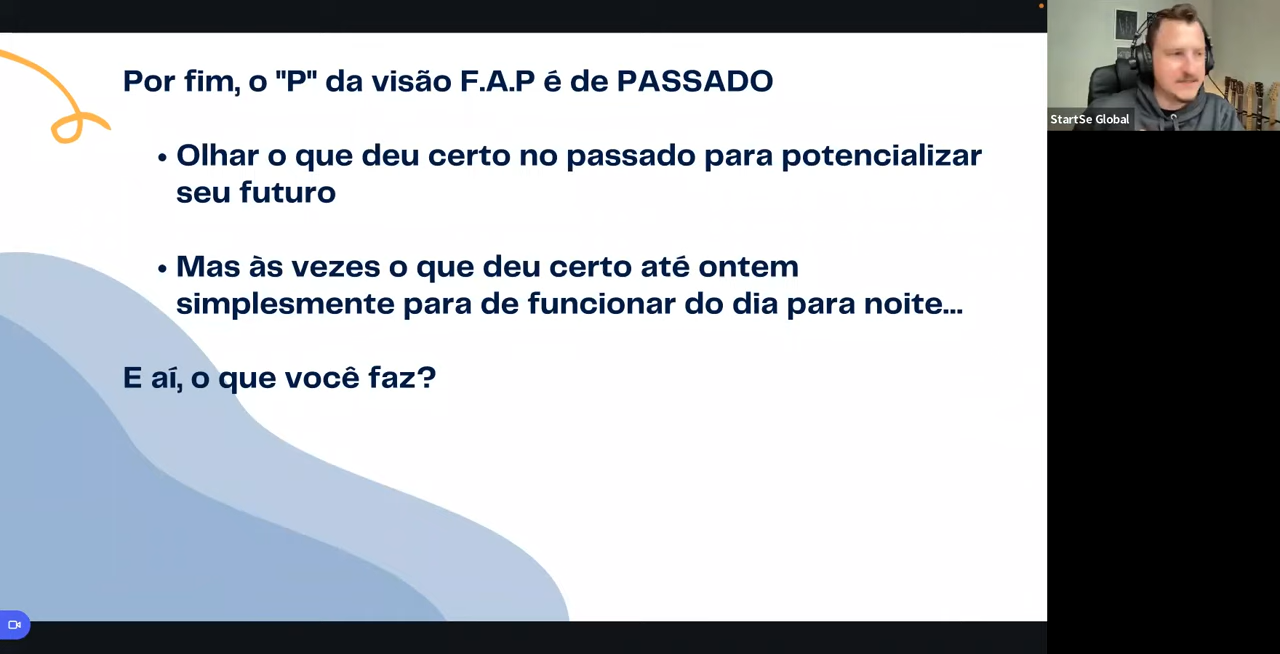 Por fim, o "P" da visão F.A.P é de PASSADO
• Olhar o que deu certo no passado para potencializar
seu futuro
• Mas às vezes o que deu certo até ontem
simplesmente para de funcionar do dia para noite...
E aí, o que você faz?
StartSe Global